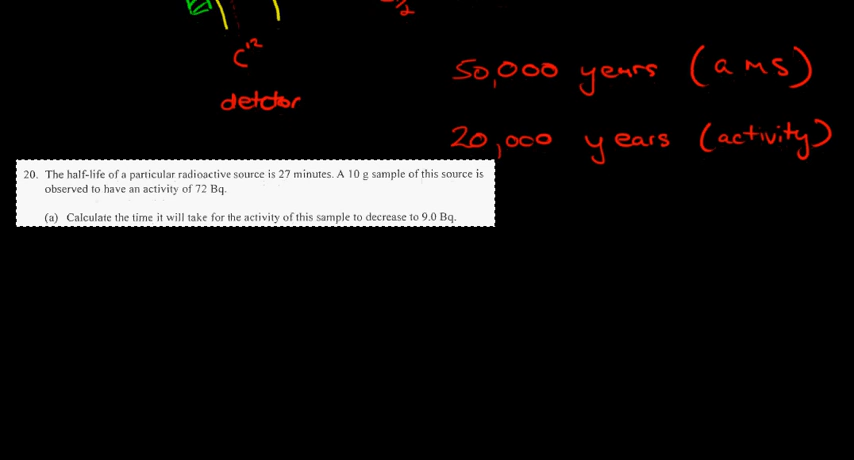 C¹²
detctor
50,000 years (AMS)
20,000 years (activity)
20. The half-life of a particular radioactive source is 27 minutes. A 10 g sample of this source is
observed to have an activity of 72 Bq.
(a) Calculate the time it will take for the activity of this sample to decrease to 9.0 Bq.